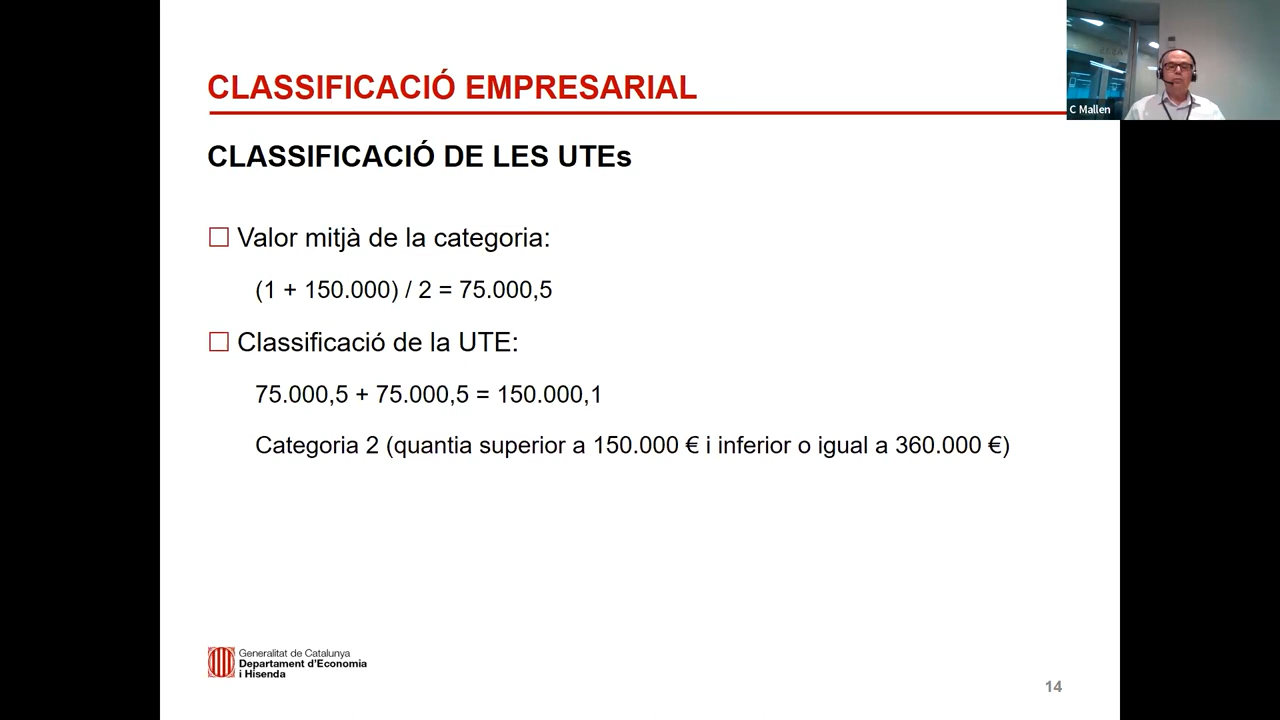 CLASSIFICACIÓ EMPRESARIAL
C Mallen
CLASSIFICACIÓ DE LES UTEs
Valor mitjà de la categoria:
(1 + 150.000) / 2 = 75.000,5
Classificació de la UTE:
75.000,5 + 75.000,5 = 150.000,1
Categoria 2 (quantia superior a 150.000 € i inferior o igual a 360.000 €)
Generalitat de Catalunya
Departament d'Economia
i Hisenda
14